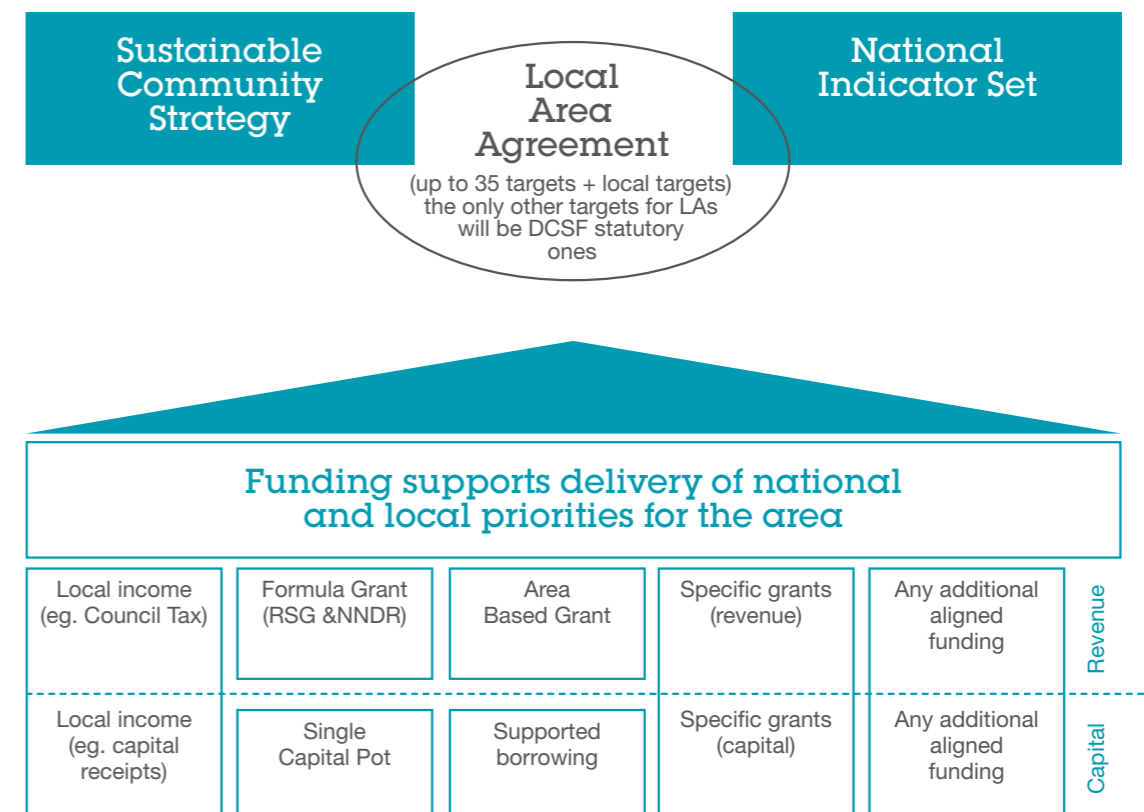 Sustainable
Community
Strategy
Local
Area
Agreement
(up to 35 targets + local targets)
the only other targets for LAs
will be DCSF statutory
ones
National
Indicator Set
Funding supports delivery of national
and local priorities for the area
Local income
(eg. Council Tax)
Formula Grant
(RSG &NNDR)
Area
Based Grant
Specific grants
(revenue)
Any additional
aligned
funding
Revenue
Local income
(eg. capital
receipts)
Single
Capital Pot
Supported
borrowing
Specific grants
(capital)
Any additional
aligned
funding
Capital